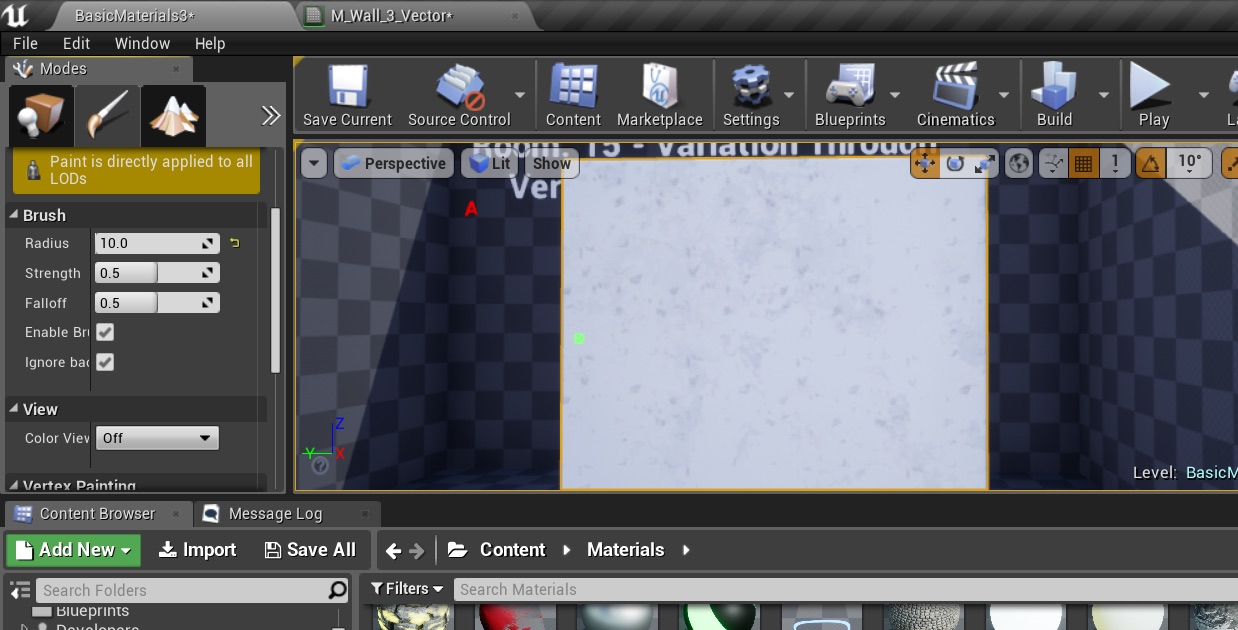 BasicMaterials3*
M_Wall_3_Vector*
File Edit Window Help
Modes
Save Current Source Control Content Marketplace Settings Blueprints Cinematics Build Play
Paint is directly applied to all
LODs
Brush
Radius 10.0
Strength 0.5
Falloff 0.5
Enable Br
Ignore bac
View
Color View Off
Vertex Painting
Room 15 - Variation Through
Ver
Perspective Lit Show
1 10°
A
B
Z
Y X
Level: BasicM
Content Browser Message Log
Add New Import Save All Content Materials
Search Folders
Filters Search Materials
Blueprints
Developers